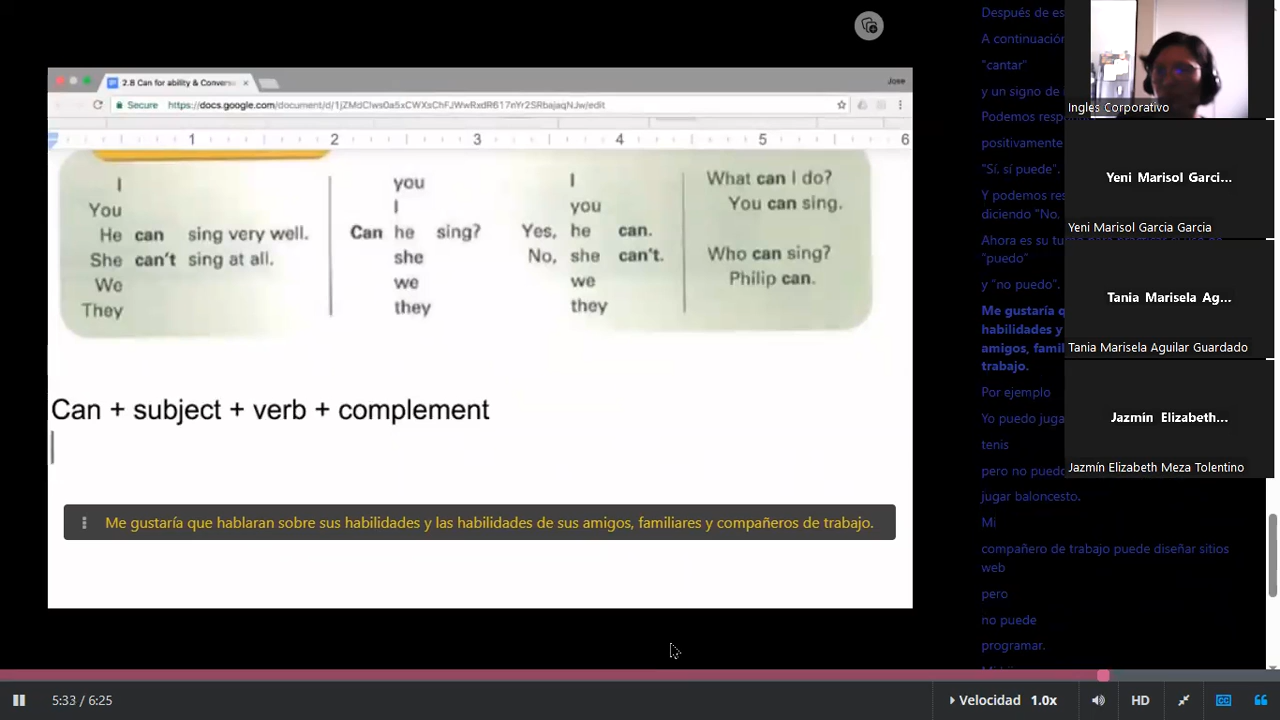 2.8 Can for ability & Convers
Jose
Secure
https://docs.google.com/document/d/1jZMdClws0a5xCWXsChFJWwRxdR617nYr2SRbajaqNJw/edit
1 2 3 4 5 6
I
You
He can sing very well.
She can't sing at all.
We
They
you
I
Can he sing?
she
we
they
I
you
Yes, he can.
No, she can't.
we
they
What can I do?
You can sing.
Who can sing?
Philip can.
Can + subject + verb + complement
Me gustaría que hablaran sobre sus habilidades y las habilidades de sus amigos, familiares y compañeros de trabajo.
Después de es
A continuación
"cantar"
y un signo de
Podemos resp
positivamente
"Sí, sí puede".
Y podemos res
diciendo "No,
Ahora es su
"puedo"
y "no puedo".
Me gustaría q
habilidades y
amigos, famil
trabajo.
Por ejemplo
Yo puedo juga
tenis
pero no puedo
jugar baloncesto.
Mi
compañero de trabajo puede diseñar sitios
web
pero
no puede
programar.
Ingles Corporativo
Yeni Marisol Garci...
Yeni Marisol Garcia Garcia
Tania Marisela Ag...
Tania Marisela Aguilar Guardado
Jazmín Elizabeth...
Jazmín Elizabeth Meza Tolentino
5:33 / 6:25
Velocidad 1.0x
HD
CC